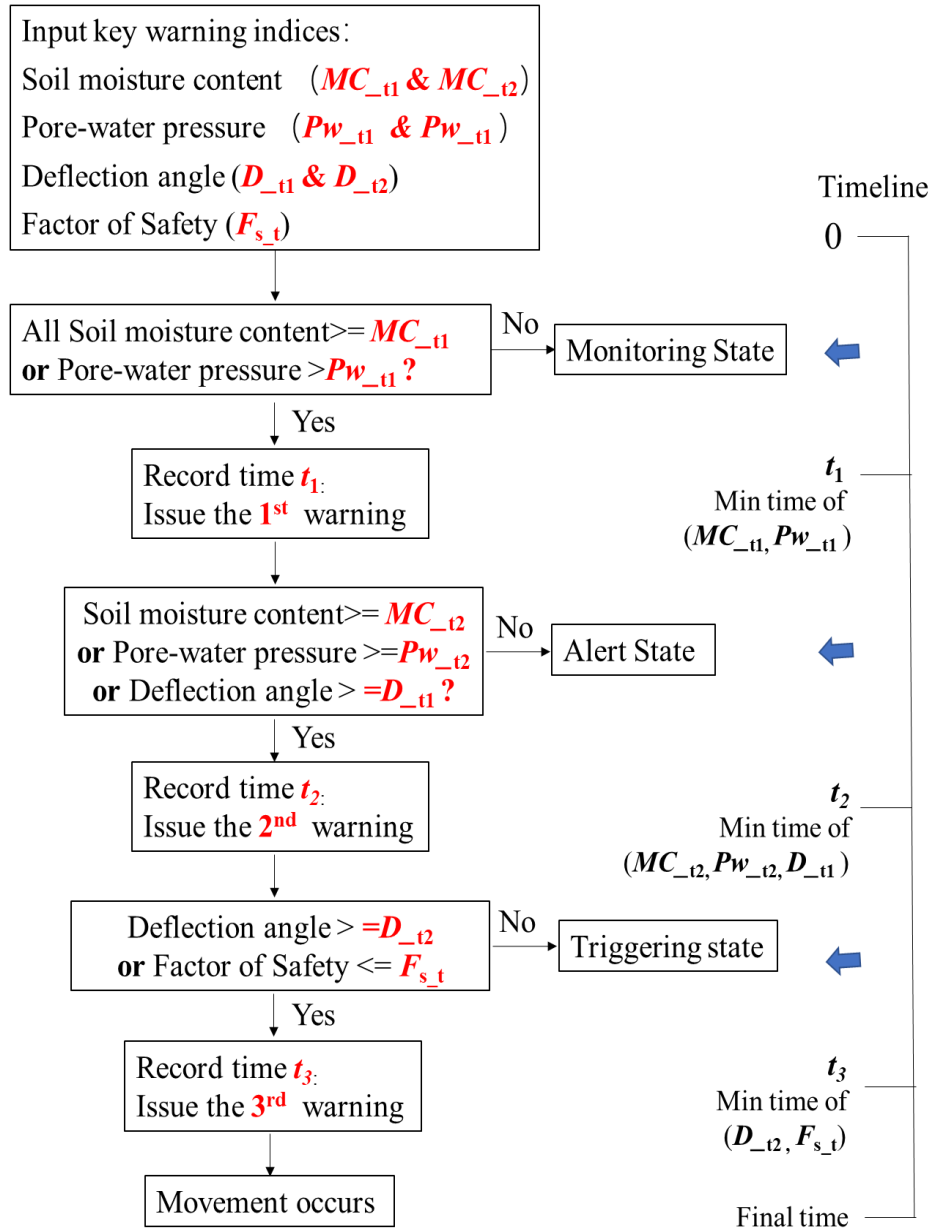 Input key warning indices:
Soil moisture content (MC_t1 & MC_t2)
Pore-water pressure (Pw_t1 & Pw_t1)
Deflection angle (D_t1 & D_t2)
Factor of Safety (Fs_t)
Timeline
0
All Soil moisture content>= MC_t1
or Pore-water pressure >Pw_t1 ?
No
Monitoring State
Yes
Record time t1:
Issue the 1st warning
t1
Min time of
(MC_t1, Pw_t1)
Soil moisture content>= MC_t2
or Pore-water pressure >=Pw_t2
or Deflection angle > =D_t1 ?
No
Alert State
Yes
Record time t2:
Issue the 2nd warning
t2
Min time of
(MC_t2, Pw_t2, D_t1)
Deflection angle > =D_t2
or Factor of Safety <= Fs_t
No
Triggering state
Yes
Record time t3:
Issue the 3rd warning
t3
Min time of
(D_t2, Fs_t)
Movement occurs
Final time